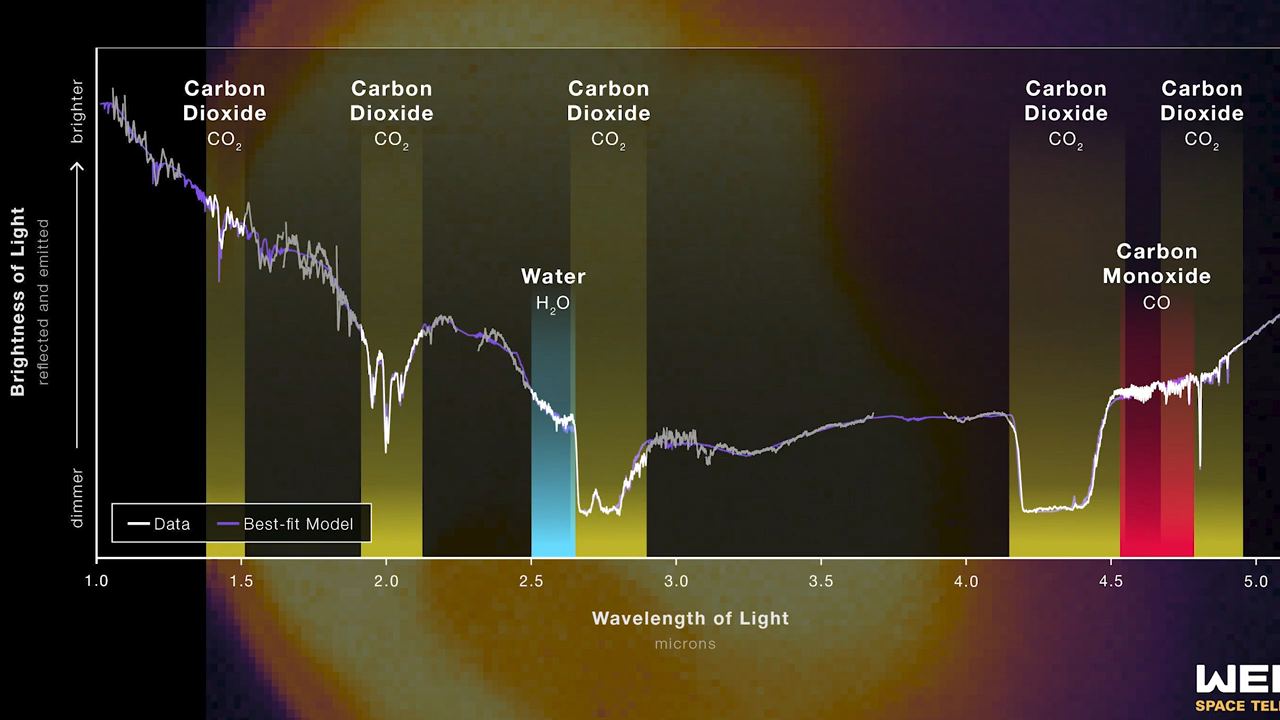 Carbon
Dioxide
CO₂
Carbon
Dioxide
CO₂
Carbon
Dioxide
CO₂
Carbon
Dioxide
CO₂
Carbon
Dioxide
CO₂
brighter
dimmer
Brightness of Light
reflected and emitted
Water
H₂O
Carbon
Monoxide
CO
Data
Best-fit Model
1.0
1.5
2.0
2.5
3.0
3.5
4.0
4.5
5.0
Wavelength of Light
microns
SPACE